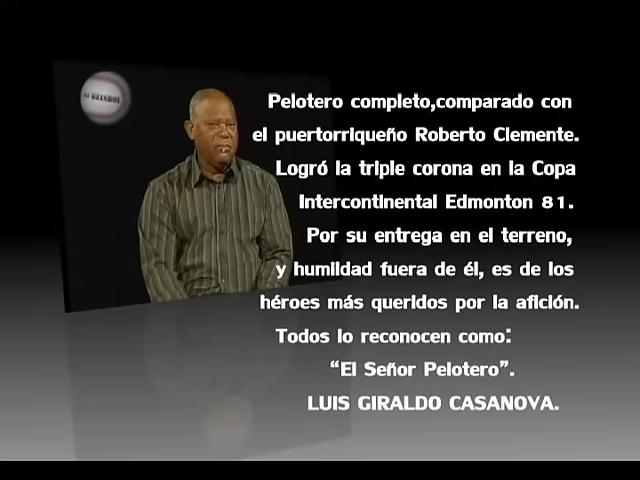 Pelotero completo,comparado con
el puertorriqueño Roberto Clemente.
Logró la triple corona en la Copa
Intercontinental Edmonton 81.
Por su entrega en el terreno,
y humildad fuera de él, es de los
héroes más queridos por la afición.
Todos lo reconocen como:
“El Señor Pelotero”.
LUIS GIRALDO CASANOVA.